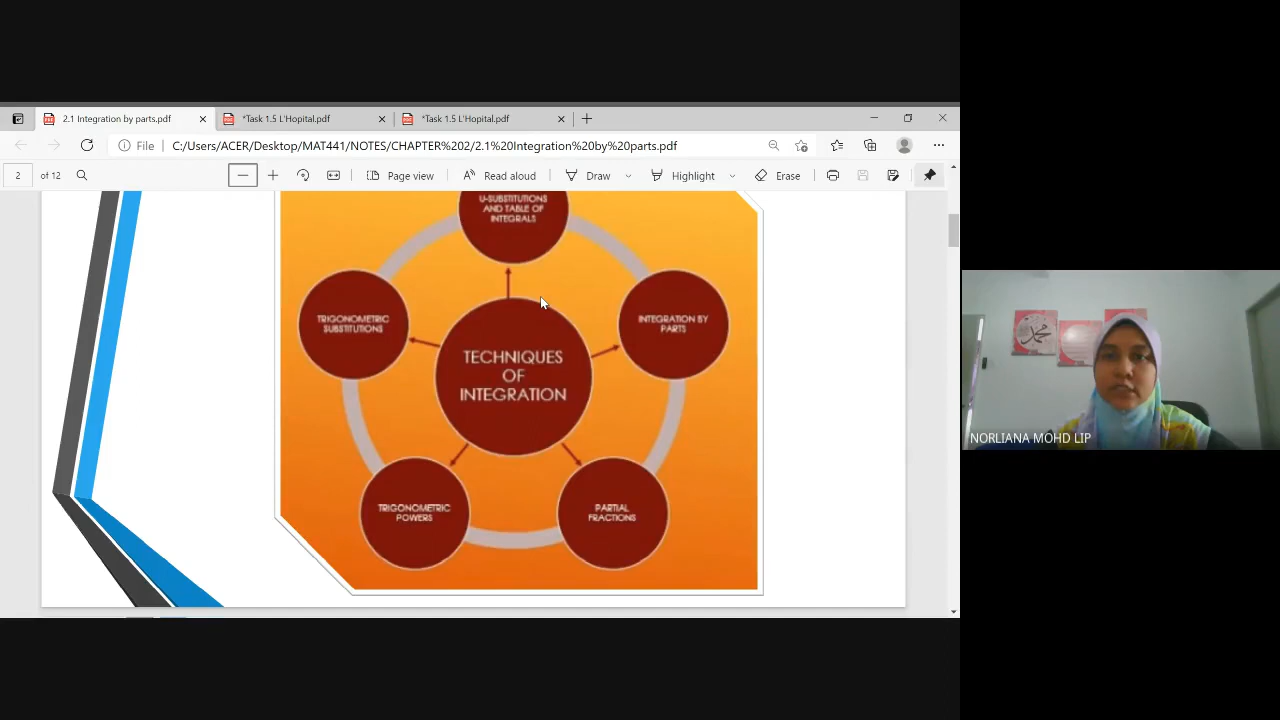 2.1 Integration by parts.pdf
*Task 1.5 L'Hopital.pdf
*Task 1.5 L'Hopital.pdf
File
C:/Users/ACER/Desktop/MAT441/NOTES/CHAPTER%202/2.1%20Integration%20by%20parts.pdf
2 of 12
Page view
Read aloud
Draw
Highlight
Erase
U-SUBSTITUTIONS
AND TABLE OF
INTEGRALS
TRIGONOMETRIC
SUBSTITUTIONS
INTEGRATION BY
PARTS
TECHNIQUES
OF
INTEGRATION
TRIGONOMETRIC
POWERS
PARTIAL
FRACTIONS
محمد
NORLIANA MOHD LIP